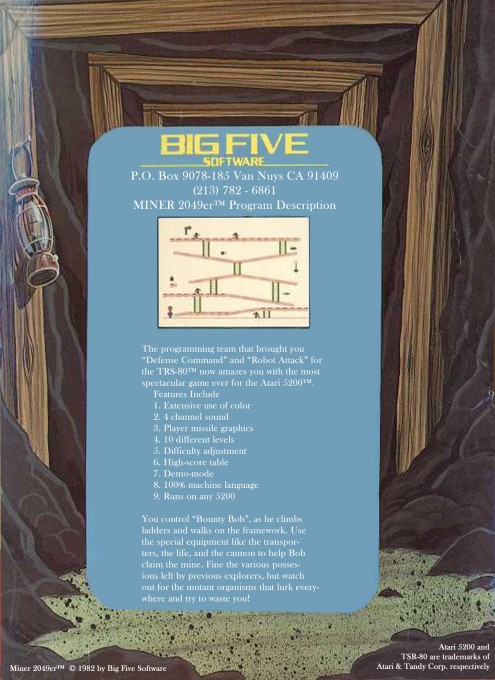 BIG FIVE
SOFTWARE
P.O. Box 9078-185 Van Nuys CA 91409
(213) 782 - 6861
MINER 2049er™ Program Description
The programming team that brought you
“Defense Command” and “Robot Attack” for
the TRS-80™ now amazes you with the most
spectacular game ever for the Atari 5200™.
Features Include
1. Extensive use of color
2. 4 channel sound
3. Player missile graphics
4. 10 different levels
5. Difficulty adjustment
6. High-score table
7. Demo-mode
8. 100% machine language
9. Runs on any 5200
You control “Bounty Bob”, as he climbs
ladders and walks on the framework. Use
the special equipment like the transpor-
ters, the life, and the cannon to help Bob
claim the mine. Fine the various posses-
ions left by previous explorers, but watch
out for the mutant organisms that lurk every-
where and try to waste you!
Miner 2049er™ © 1982 by Big Five Software
Atari 5200 and
TSR-80 are trademarks of
Atari & Tandy Corp. respectively